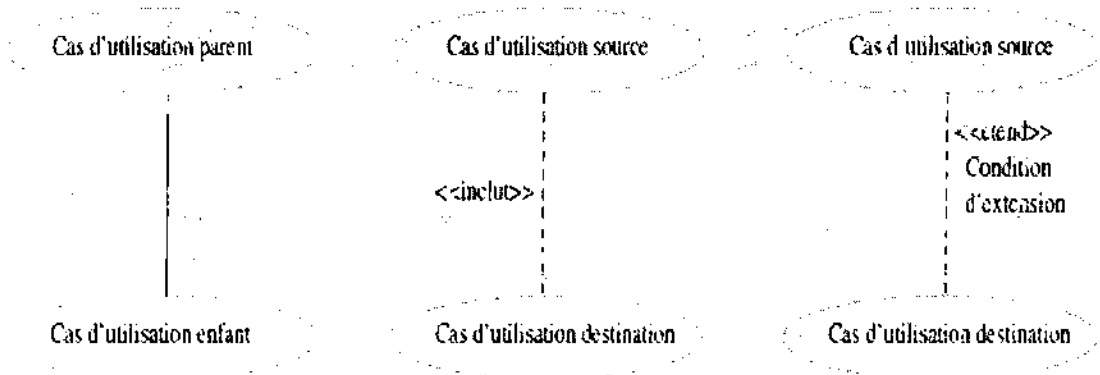 Cas d'utilisation parent
Cas d'utilisation source
Cas d utilisation source
<<étend>>
Condition
d'extension
<<inclut>>
Cas d'utilisation enfant
Cas d'utilisation destination
Cas d'utilisation destination